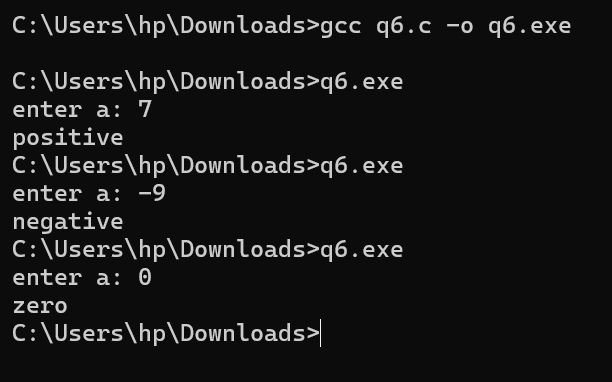 C:\Users\hp\Downloads>gcc q6.c -o q6.exe
C:\Users\hp\Downloads>q6.exe
enter a: 7
positive
C:\Users\hp\Downloads>q6.exe
enter a: -9
negative
C:\Users\hp\Downloads>q6.exe
enter a: 0
zero
C:\Users\hp\Downloads>